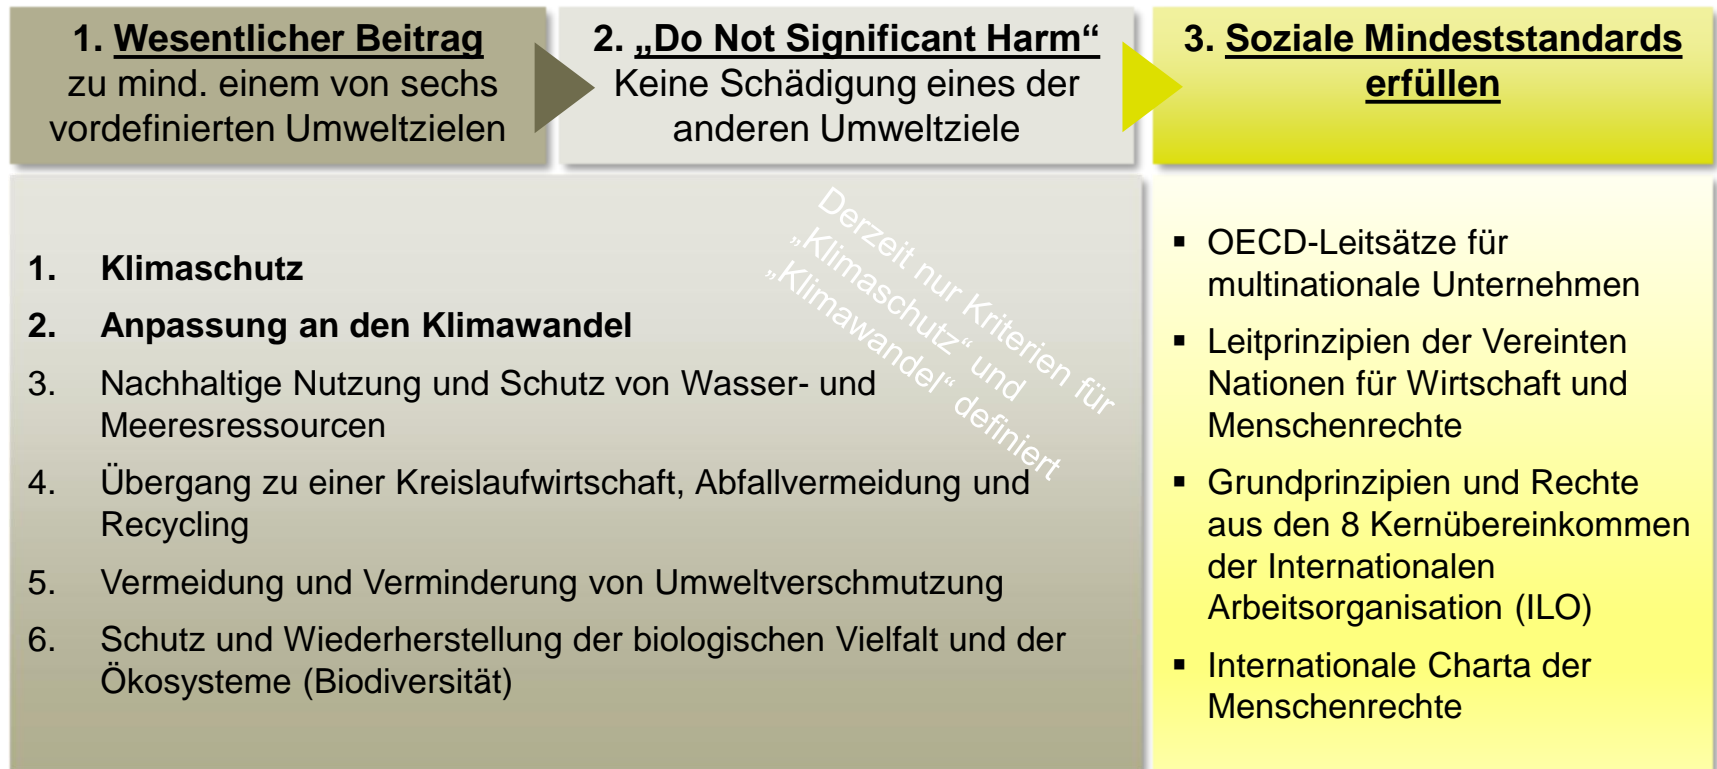 1. Wesentlicher Beitrag
zu mind. einem von sechs
vordefinierten Umweltzielen
2. „Do Not Significant Harm“
Keine Schädigung eines der
anderen Umweltziele
3. Soziale Mindeststandards
erfüllen
1. Klimaschutz
2. Anpassung an den Klimawandel
3. Nachhaltige Nutzung und Schutz von Wasser- und
Meeresressourcen
4. Übergang zu einer Kreislaufwirtschaft, Abfallvermeidung und
Recycling
5. Vermeidung und Verminderung von Umweltverschmutzung
6. Schutz und Wiederherstellung der biologischen Vielfalt und der
Ökosysteme (Biodiversität)
Derzeit nur Kriterien für
„Klimaschutz“ und
„Klimawandel“ definiert
▪ OECD-Leitsätze für
multinationale Unternehmen
▪ Leitprinzipien der Vereinten
Nationen für Wirtschaft und
Menschenrechte
▪ Grundprinzipien und Rechte
aus den 8 Kernübereinkommen
der Internationalen
Arbeitsorganisation (ILO)
▪ Internationale Charta der
Menschenrechte